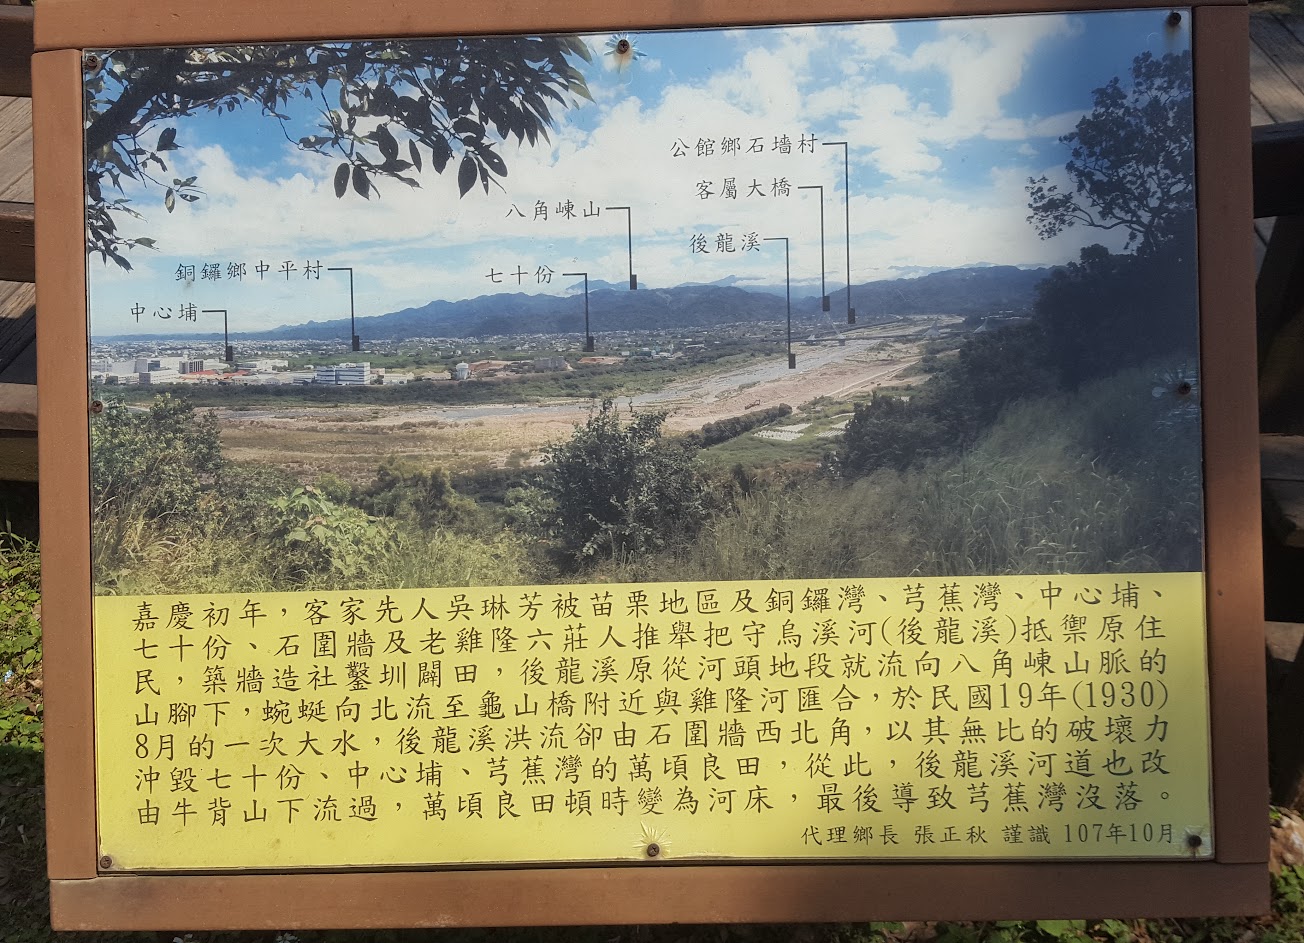 公館鄉石墻村
客屬大橋
八角崠山
後龍溪
銅鑼鄉中平村
七十份
中心埔
嘉慶初年，客家先人吳琳芳被苗栗地區及銅鑼灣、芎蕉灣、中心埔、
七十份、石圍牆及老雞隆六莊人推舉把守烏溪河(後龍溪)抵禦原住
民，築牆造社鑿圳闢田，後龍溪原從河頭地段就流向八角崠山脈的
山腳下，蜿蜒向北流至龜山橋附近與雞隆河匯合，於民國19年(1930)
8月的一次大水，後龍溪洪流卻由石圍牆西北角，以其無比的破壞力
沖毀七十份、中心埔、芎蕉灣的萬頃良田，從此，後龍溪河道也改
由牛背山下流過，萬頃良田頓時變為河床，最後導致芎蕉灣沒落。
代理鄉長 張正秋 謹識 107年10月